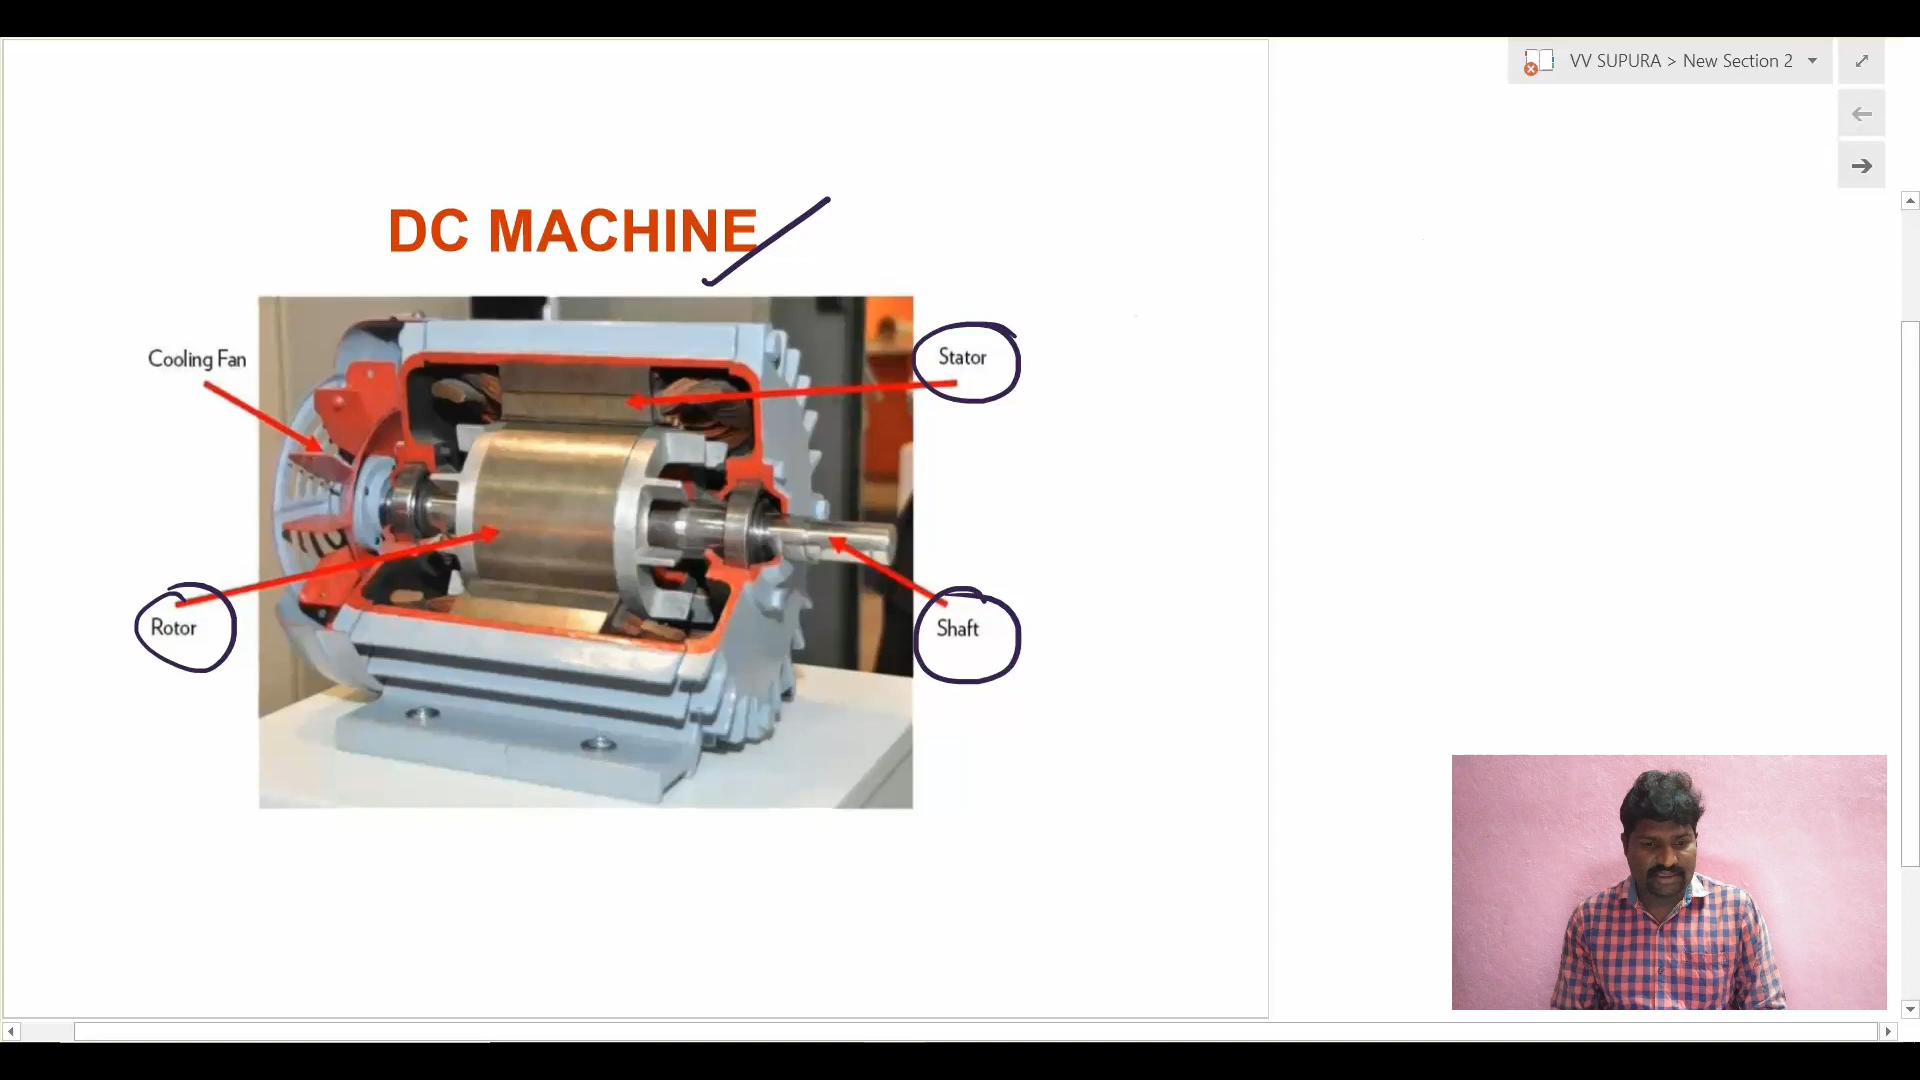 VV SUPURA > New Section 2
DC MACHINE
Cooling Fan
Stator
Rotor
Shaft